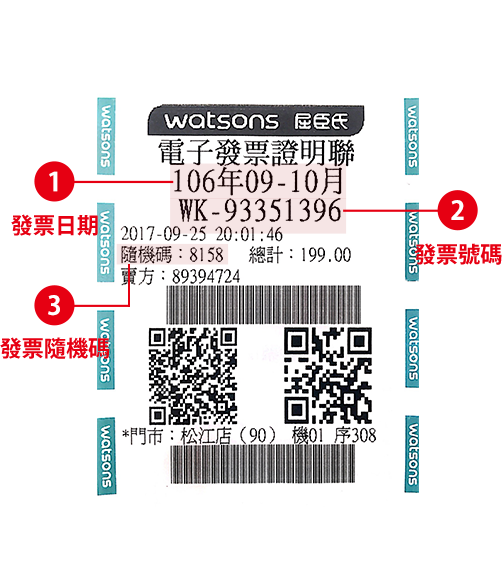 watsons 屈臣氏
電子發票證明聯
1
106年09-10月
發票日期
WK-93351396
2
發票號碼
2017-09-25 20:01:46
隨機碼：8158 總計：199.00
3
發票隨機碼
賣方：89394724
*門市：松江店（90） 機01 序308
watsons
watsons
watsons
watsons
watsons
watsons
watsons
watsons